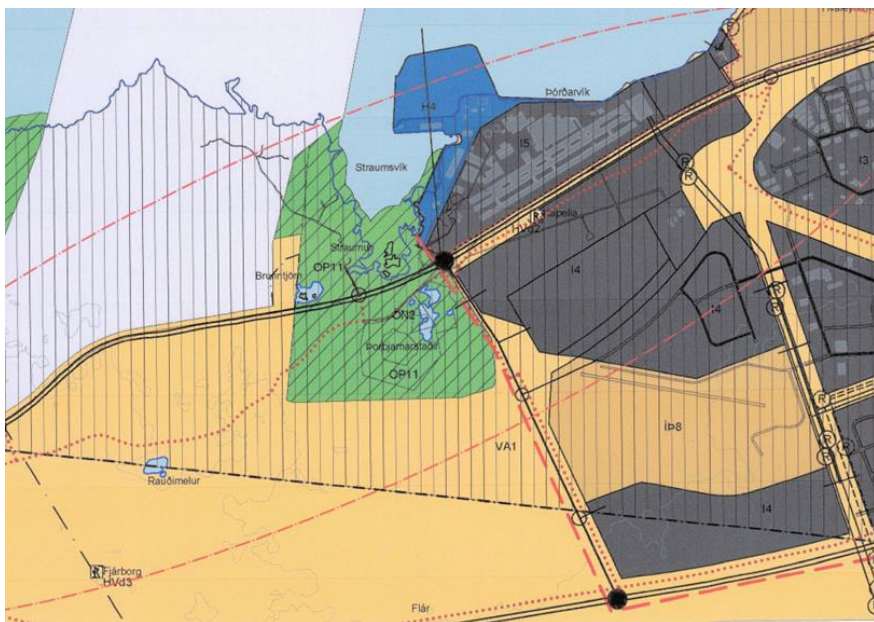 H4
Þórðarvík
I5
Straumsvík
I3
R
R
R
Kapella
HVd2
Straumur
OP11
Brunntjörn
I4
I4
R
R
ON2
Þorbjarnarstaðir
OP11
R
ÍÞ8
VA1
R
R
R
Rauðimelur
I4
R
Fjárborg
HVd3
Flár